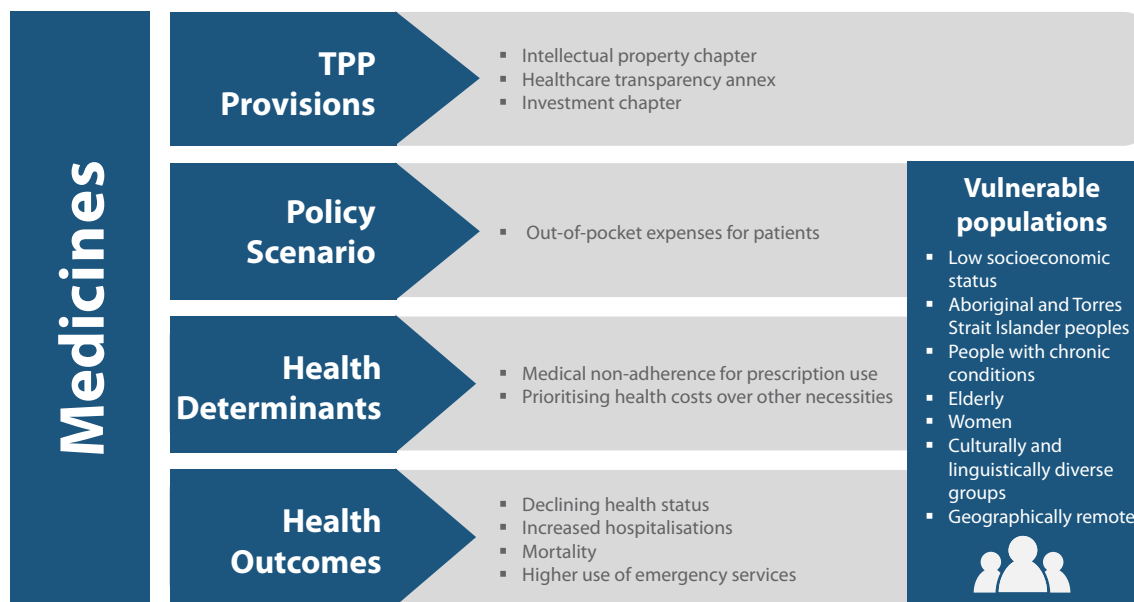 Medicines
TPP
Provisions
▪ Intellectual property chapter
▪ Healthcare transparency annex
▪ Investment chapter
Policy
Scenario
▪ Out-of-pocket expenses for patients
Health
Determinants
▪ Medical non-adherence for prescription use
▪ Prioritising health costs over other necessities
Health
Outcomes
▪ Declining health status
▪ Increased hospitalisations
▪ Mortality
▪ Higher use of emergency services
Vulnerable
populations
▪ Low socioeconomic
status
▪ Aboriginal and Torres
Strait Islander peoples
▪ People with chronic
conditions
▪ Elderly
▪ Women
▪ Culturally and
linguistically diverse
groups
▪ Geographically remote